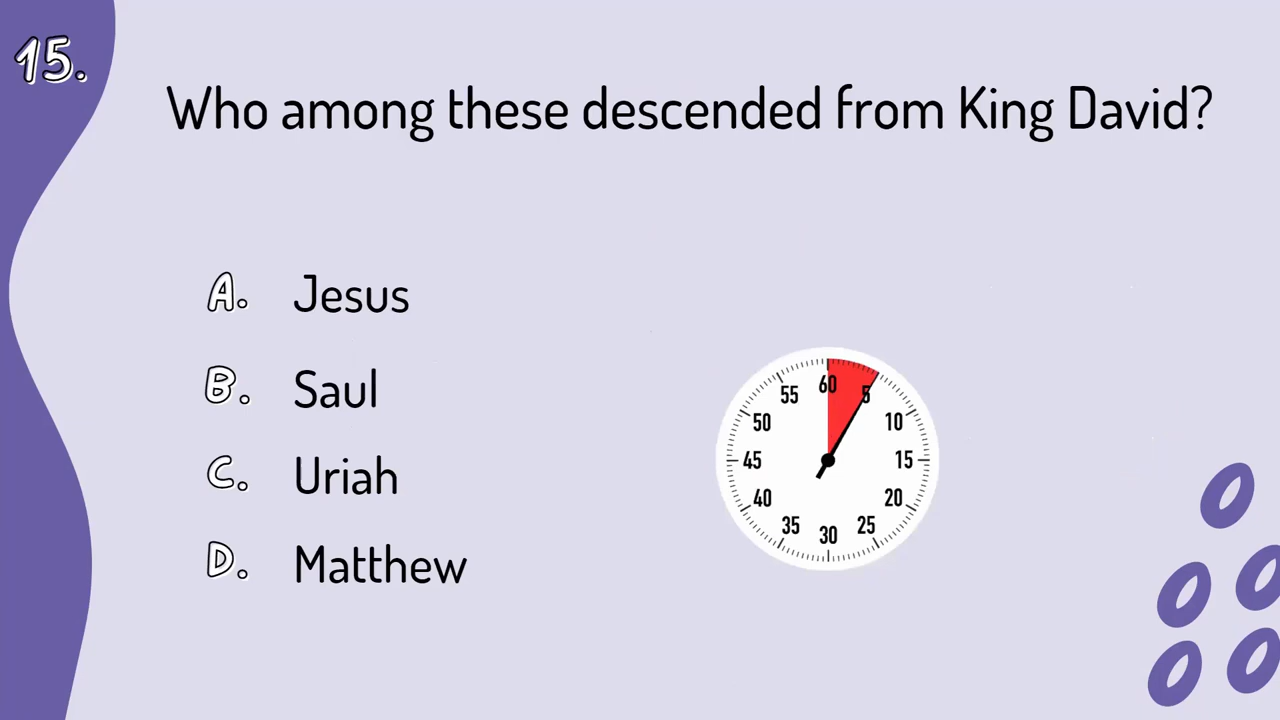 15.
Who among these descended from King David?
A. Jesus
B. Saul
C. Uriah
D. Matthew
60
5
10
15
20
25
30
35
40
45
50
55